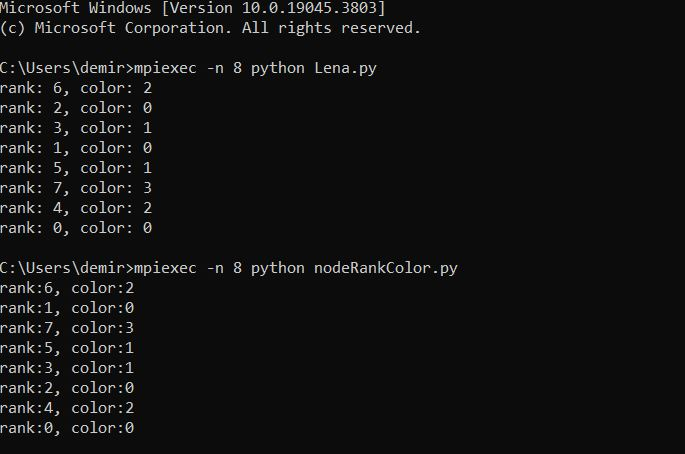 Microsoft Windows [Version 10.0.19045.3803]
(c) Microsoft Corporation. All rights reserved.
C:\Users\demir>mpiexec -n 8 python Lena.py
rank: 6, color: 2
rank: 2, color: 0
rank: 3, color: 1
rank: 1, color: 0
rank: 5, color: 1
rank: 7, color: 3
rank: 4, color: 2
rank: 0, color: 0
C:\Users\demir>mpiexec -n 8 python nodeRankColor.py
rank:6, color:2
rank:1, color:0
rank:7, color:3
rank:5, color:1
rank:3, color:1
rank:2, color:0
rank:4, color:2
rank:0, color:0